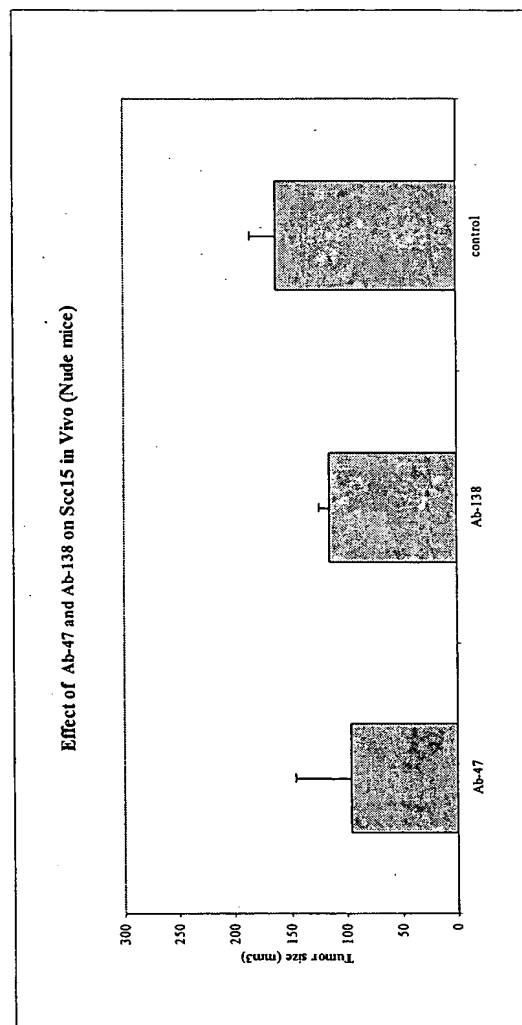 Effect of Ab-47 and Ab-138 on Scc15 in Vivo (Nude mice)
Tumor size (mm3)
300
250
200
150
100
50
0
Ab-47
Ab-138
control